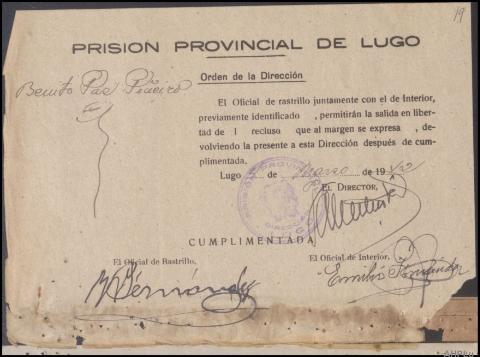 19
PRISION PROVINCIAL DE LUGO
Orden de la Dirección
Benito Paz Piñeiro
El Oficial de rastrillo juntamente con el de Interior,
previamente identificado , permitirán la salida en liber-
tad de 1 recluso que al margen se expresa , de-
volviendo la presente a esta Dirección después de cum-
plimentada.
Lugo de Marzo de 19
EL DIRECTOR,
CUMPLIMENTADA
El Oficial de Rastrillo,
El Oficial de Interior,
Fernández
Emilio Fernández